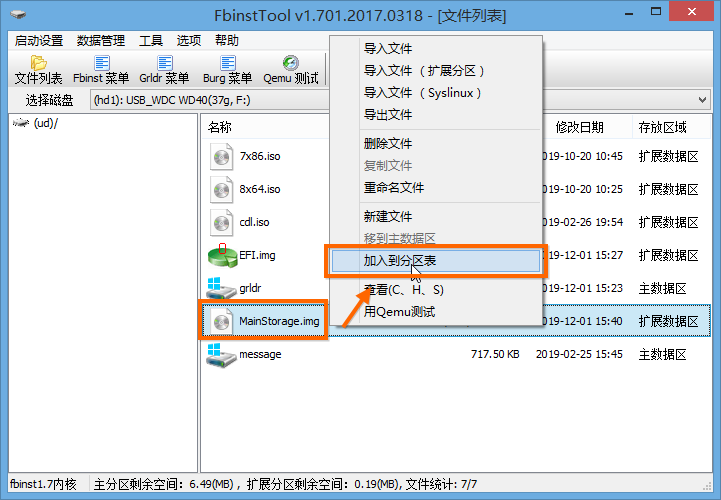 FbinstTool v1.701.2017.0318 - [文件列表]
启动设置 数据管理 工具 选项 帮助
文件列表 Fbinst 菜单 Grldr 菜单 Burg 菜单 Qemu 测试
选择磁盘 (hd1): USB_WDC WD40(37g, F:)
(ud)/
名称 修改日期 存放区域
7x86.iso 2019-10-20 10:45 扩展数据区
8x64.iso 2019-10-20 10:25 扩展数据区
cdl.iso 2019-02-26 19:54 扩展数据区
EFI.img 2019-12-01 15:27 扩展数据区
grldr 2019-12-01 15:23 主数据区
MainStorage.img 2019-12-01 15:40 扩展数据区
message 717.50 KB 2019-02-25 15:45 主数据区
导入文件
导入文件（扩展分区）
导入文件（Syslinux）
导出文件
删除文件
复制文件
重命名文件
新建文件
移到主数据区
加入到分区表
查看(C、H、S)
用Qemu测试
fbinst1.7内核 主分区剩余空间：6.49(MB) , 扩展分区剩余空间：0.19(MB), 文件统计: 7/7